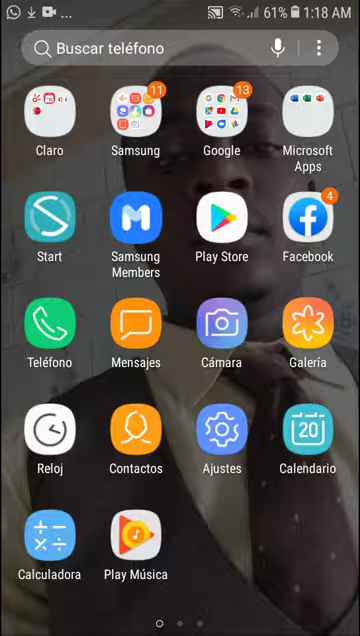 ... 61% 1:18 AM
Buscar teléfono
11 13
Claro Samsung Google Microsoft Apps
4
Start Samsung Members Play Store Facebook
Teléfono Mensajes Cámara Galería
20
Reloj Contactos Ajustes Calendario
Calculadora Play Música